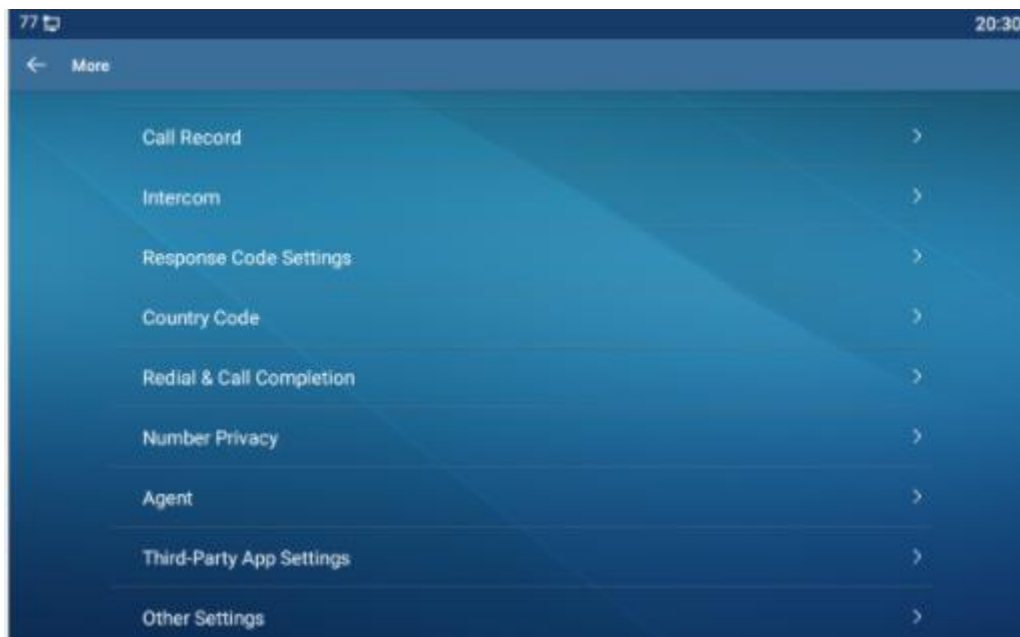 77
20:30
More
Call Record
Intercom
Response Code Settings
Country Code
Redial & Call Completion
Number Privacy
Agent
Third-Party App Settings
Other Settings